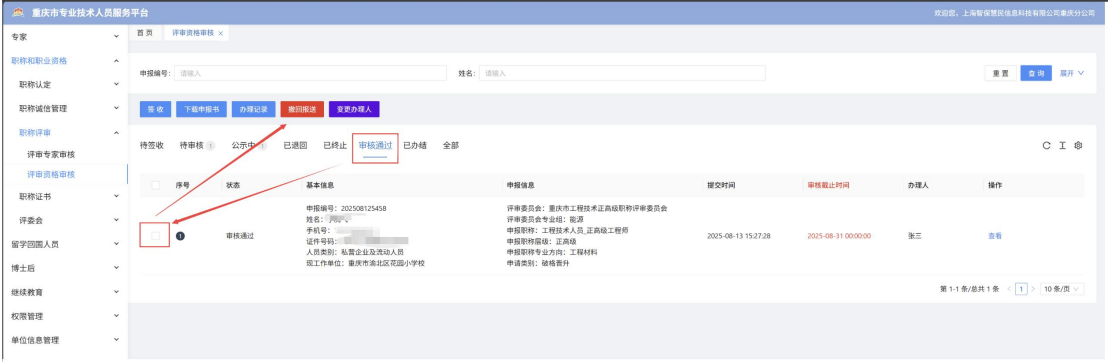 重庆市专业技术人员服务平台
欢迎您，上海智保慧民信息科技有限公司重庆分公司
专家
职称和职业资格
职称认定
职称诚信管理
职称评审
评审专家审核
评审资格审核
职称证书
评委会
留学回国人员
博士后
继续教育
权限管理
单位信息管理
首页 评审资格审核 ×
申报编号: 请输入 姓名: 请输入 重置 查询 展开
签收 下载申报书 办理记录 撤回报送 变更办理人
待签收 待审核 1 公示中 已退回 已终止 审核通过 已办结 全部
序号 状态 基本信息 申报信息 提交时间 审核截止时间 办理人 操作
1 审核通过 2025-08-13 15:27:28 2025-08-31 00:00:00 张三 查看
申报编号: 202508125458
姓名:
手机号:
证件号码:
人员类别: 私营企业及流动人员
现工作单位: 重庆市渝北区花园小学校
评审委员会: 重庆市工程技术正高级职称评审委员会
评审委员会专业组: 能源
申报职称: 工程技术人员_正高级工程师
申报职称层级: 正高级
申报职称专业方向: 工程材料
申请类别: 破格晋升
第 1-1 条/总共 1 条 < 1 > 10 条/页